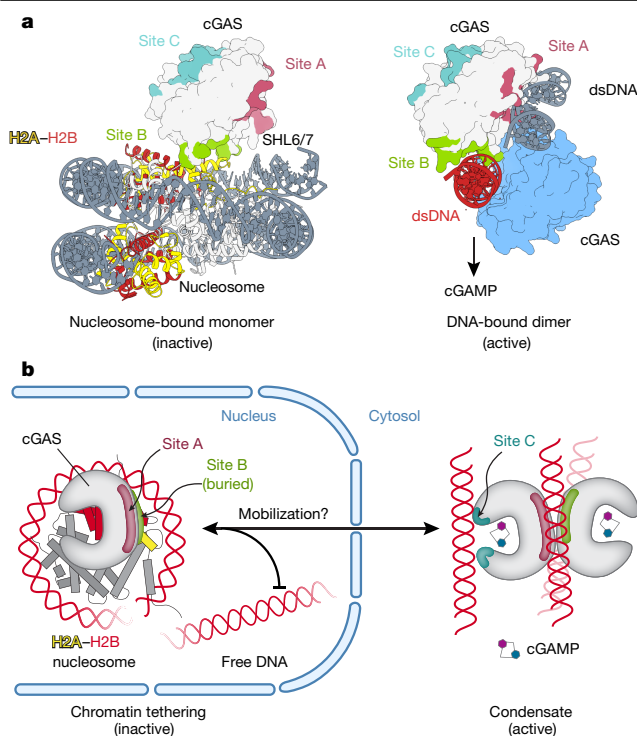 a
cGAS
Site C
Site A
H2A–H2B
Site B
SHL6/7
Nucleosome
Nucleosome-bound monomer
(inactive)
cGAS
Site C
Site A
dsDNA
Site B
dsDNA
cGAS
cGAMP
DNA-bound dimer
(active)
b
Nucleus
Cytosol
cGAS
Site A
Site B
(buried)
Mobilization?
Site C
H2A–H2B
nucleosome
Free DNA
cGAMP
Chromatin tethering
(inactive)
Condensate
(active)